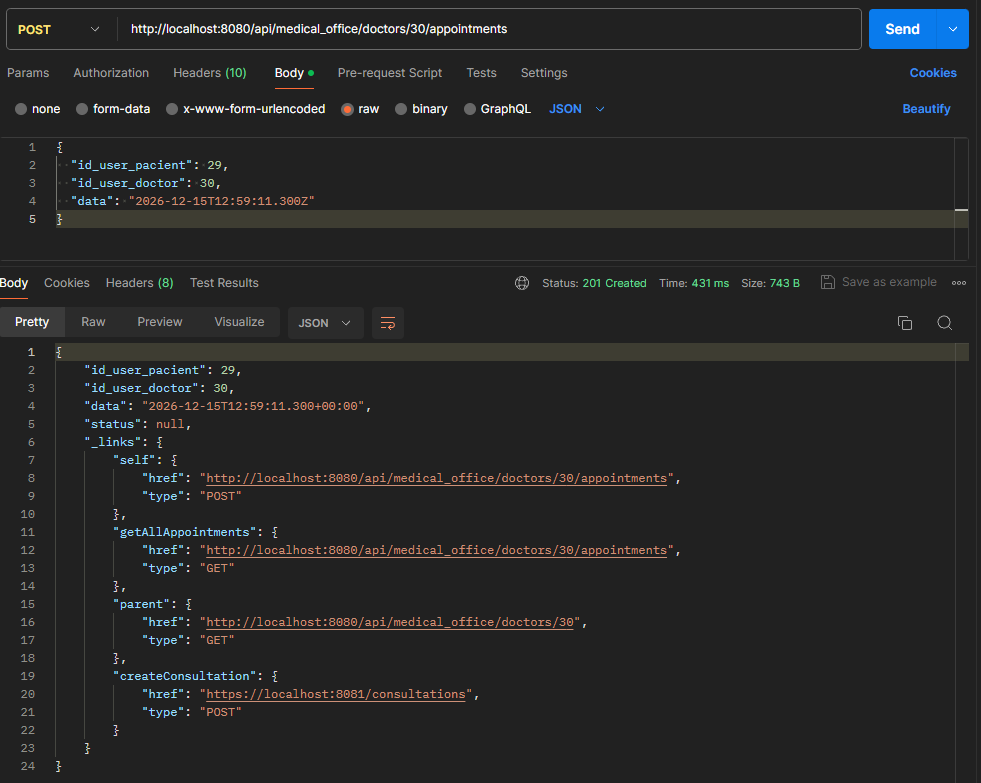 POST http://localhost:8080/api/medical_office/doctors/30/appointments Send
Params Authorization Headers (10) Body Pre-request Script Tests Settings Cookies
none form-data x-www-form-urlencoded raw binary GraphQL JSON Beautify
1 {
2 "id_user_pacient": 29,
3 "id_user_doctor": 30,
4 "data": "2026-12-15T12:59:11.300Z"
5 }
Body Cookies Headers (8) Test Results Status: 201 Created Time: 431 ms Size: 743 B Save as example
Pretty Raw Preview Visualize JSON
1 {
2 "id_user_pacient": 29,
3 "id_user_doctor": 30,
4 "data": "2026-12-15T12:59:11.300+00:00",
5 "status": null,
6 "_links": {
7 "self": {
8 "href": "http://localhost:8080/api/medical_office/doctors/30/appointments",
9 "type": "POST"
10 },
11 "getAllAppointments": {
12 "href": "http://localhost:8080/api/medical_office/doctors/30/appointments",
13 "type": "GET"
14 },
15 "parent": {
16 "href": "http://localhost:8080/api/medical_office/doctors/30",
17 "type": "GET"
18 },
19 "createConsultation": {
20 "href": "https://localhost:8081/consultations",
21 "type": "POST"
22 }
23 }
24 }